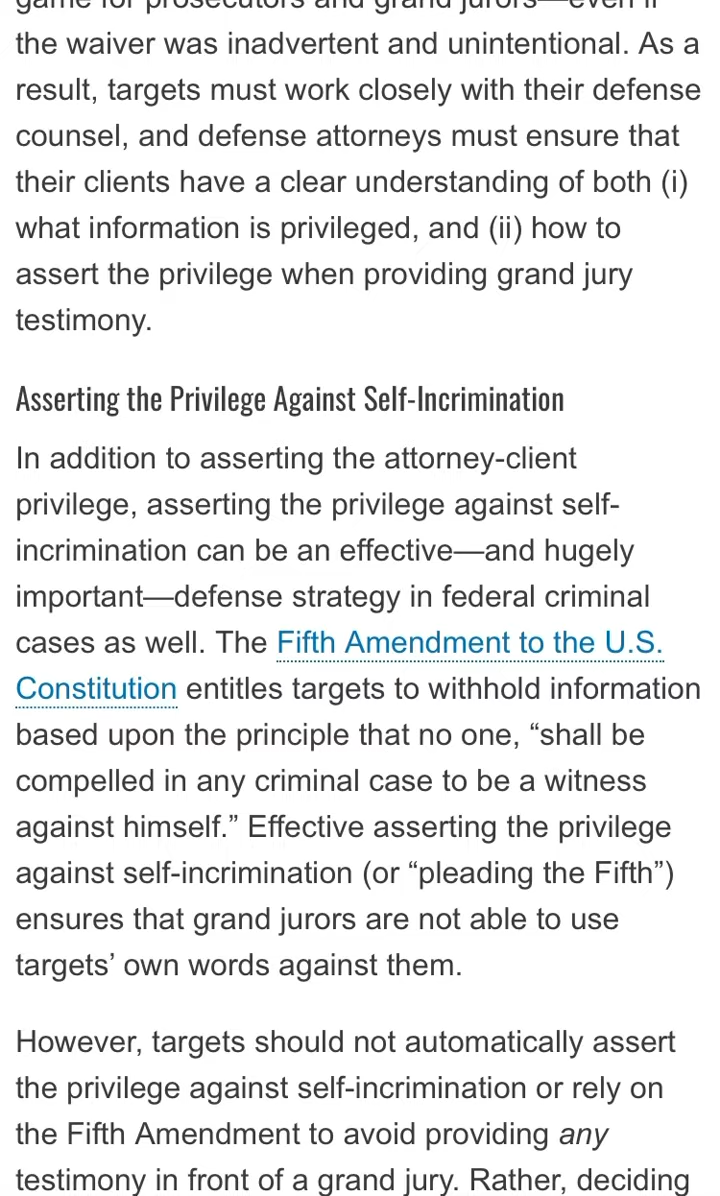 game for prosecutors and grand jurors—even if
the waiver was inadvertent and unintentional. As a
result, targets must work closely with their defense
counsel, and defense attorneys must ensure that
their clients have a clear understanding of both (i)
what information is privileged, and (ii) how to
assert the privilege when providing grand jury
testimony.
Asserting the Privilege Against Self-Incrimination
In addition to asserting the attorney-client
privilege, asserting the privilege against self-
incrimination can be an effective—and hugely
important—defense strategy in federal criminal
cases as well. The Fifth Amendment to the U.S.
Constitution entitles targets to withhold information
based upon the principle that no one, “shall be
compelled in any criminal case to be a witness
against himself.” Effective asserting the privilege
against self-incrimination (or “pleading the Fifth”)
ensures that grand jurors are not able to use
targets’ own words against them.
However, targets should not automatically assert
the privilege against self-incrimination or rely on
the Fifth Amendment to avoid providing any
testimony in front of a grand jury. Rather, deciding